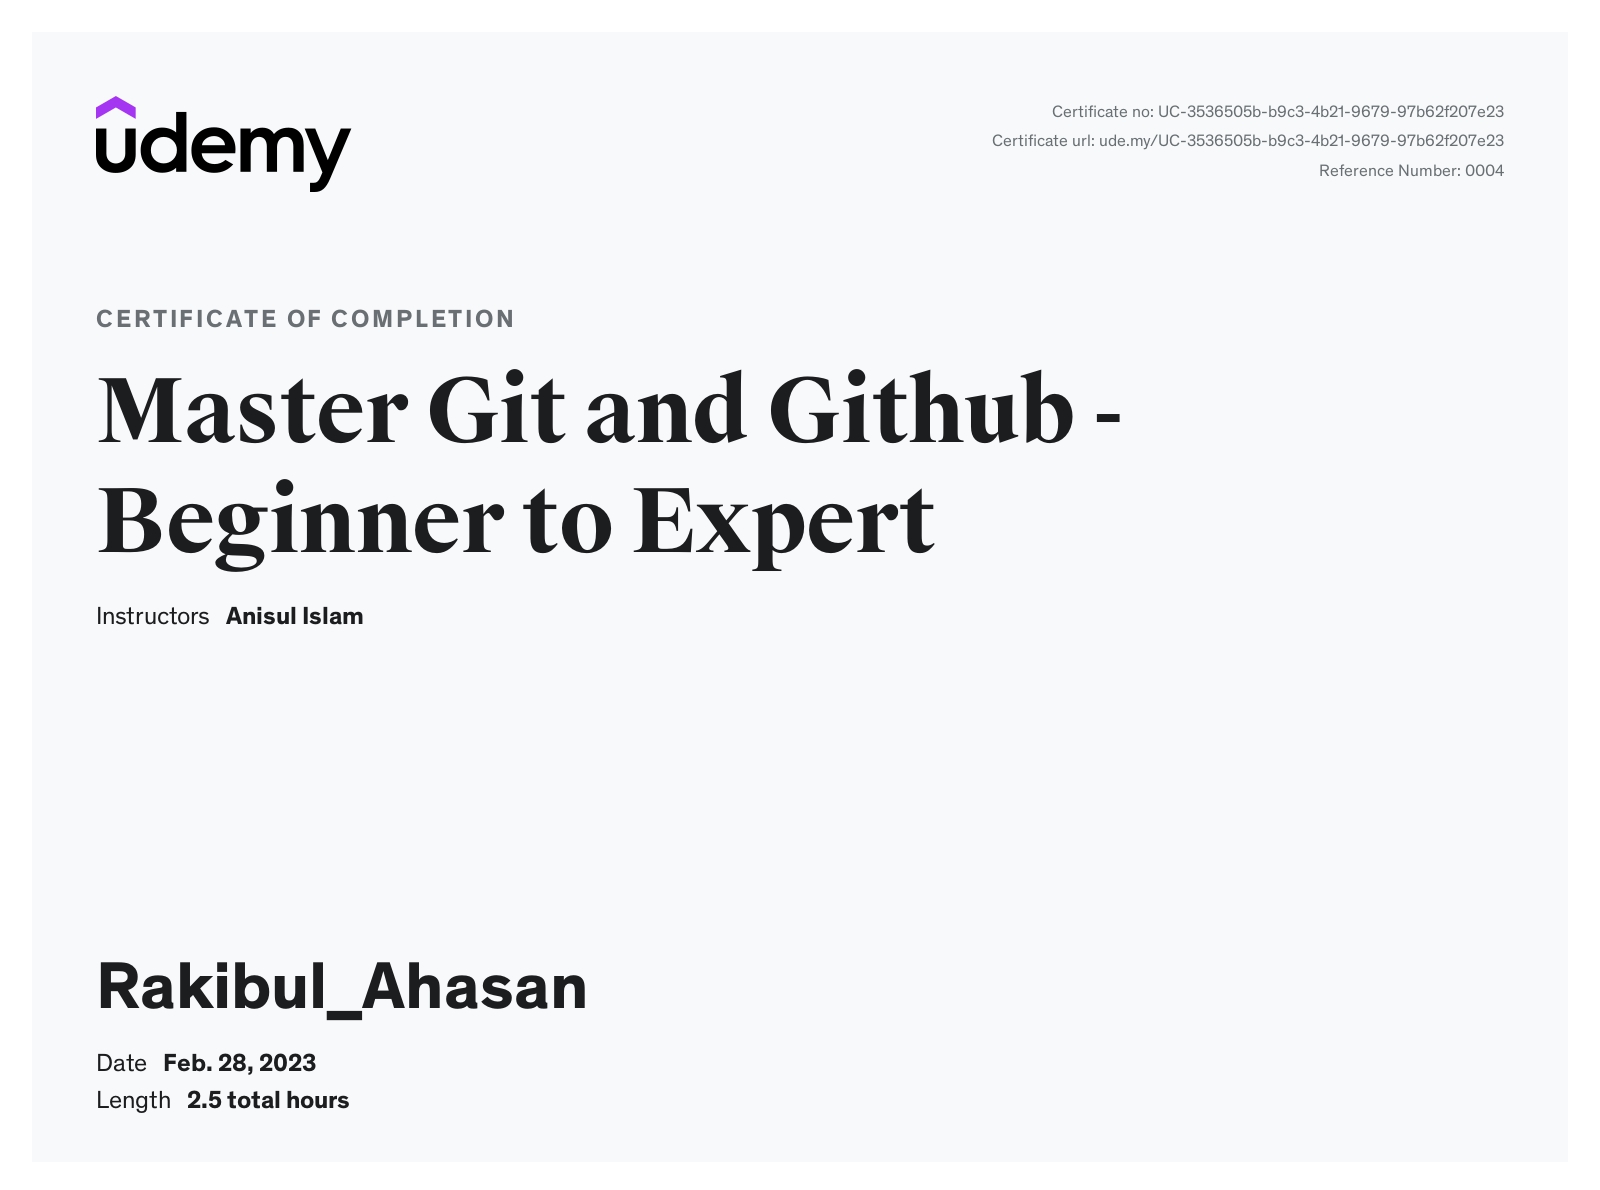 udemy
Certificate no: UC-3536505b-b9c3-4b21-9679-97b62f207e23
Certificate url: ude.my/UC-3536505b-b9c3-4b21-9679-97b62f207e23
Reference Number: 0004
CERTIFICATE OF COMPLETION
Master Git and Github -
Beginner to Expert
Instructors Anisul Islam
Rakibul_Ahasan
Date Feb. 28, 2023
Length 2.5 total hours